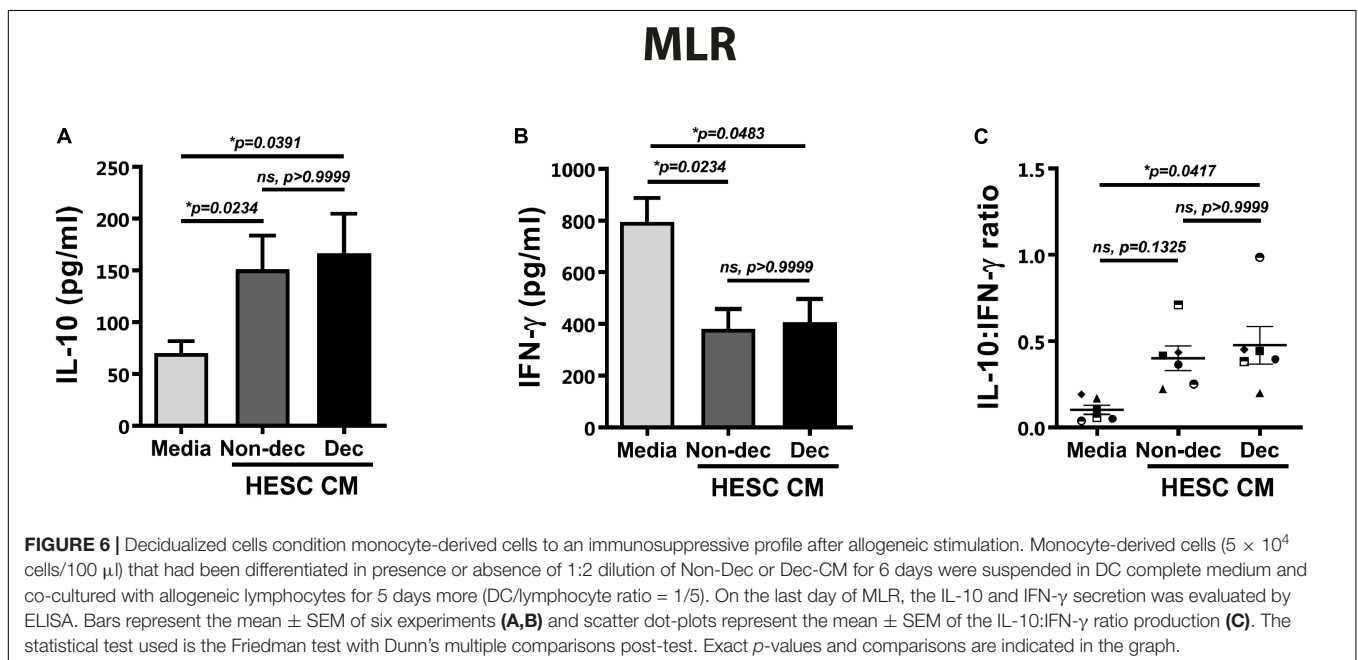 MLR
A
*p=0.0391
ns, p>0.9999
*p=0.0234
250
200
150
100
50
0
IL-10 (pg/ml)
Media Non-dec Dec
HESC CM
B
*p=0.0483
*p=0.0234
ns, p>0.9999
1000
800
600
400
200
0
IFN-γ (pg/ml)
Media Non-dec Dec
HESC CM
C
*p=0.0417
ns, p>0.9999
ns, p=0.1325
1.5
1.0
0.5
0.0
IL-10:IFN-γ ratio
Media Non-dec Dec
HESC CM
FIGURE 6 | Decidualized cells condition monocyte-derived cells to an immunosuppressive profile after allogeneic stimulation. Monocyte-derived cells (5 × 10⁴
cells/100 μl) that had been differentiated in presence or absence of 1:2 dilution of Non-Dec or Dec-CM for 6 days were suspended in DC complete medium and
co-cultured with allogeneic lymphocytes for 5 days more (DC/lymphocyte ratio = 1/5). On the last day of MLR, the IL-10 and IFN-γ secretion was evaluated by
ELISA. Bars represent the mean ± SEM of six experiments (A,B) and scatter dot-plots represent the mean ± SEM of the IL-10:IFN-γ ratio production (C). The
statistical test used is the Friedman test with Dunn's multiple comparisons post-test. Exact p-values and comparisons are indicated in the graph.